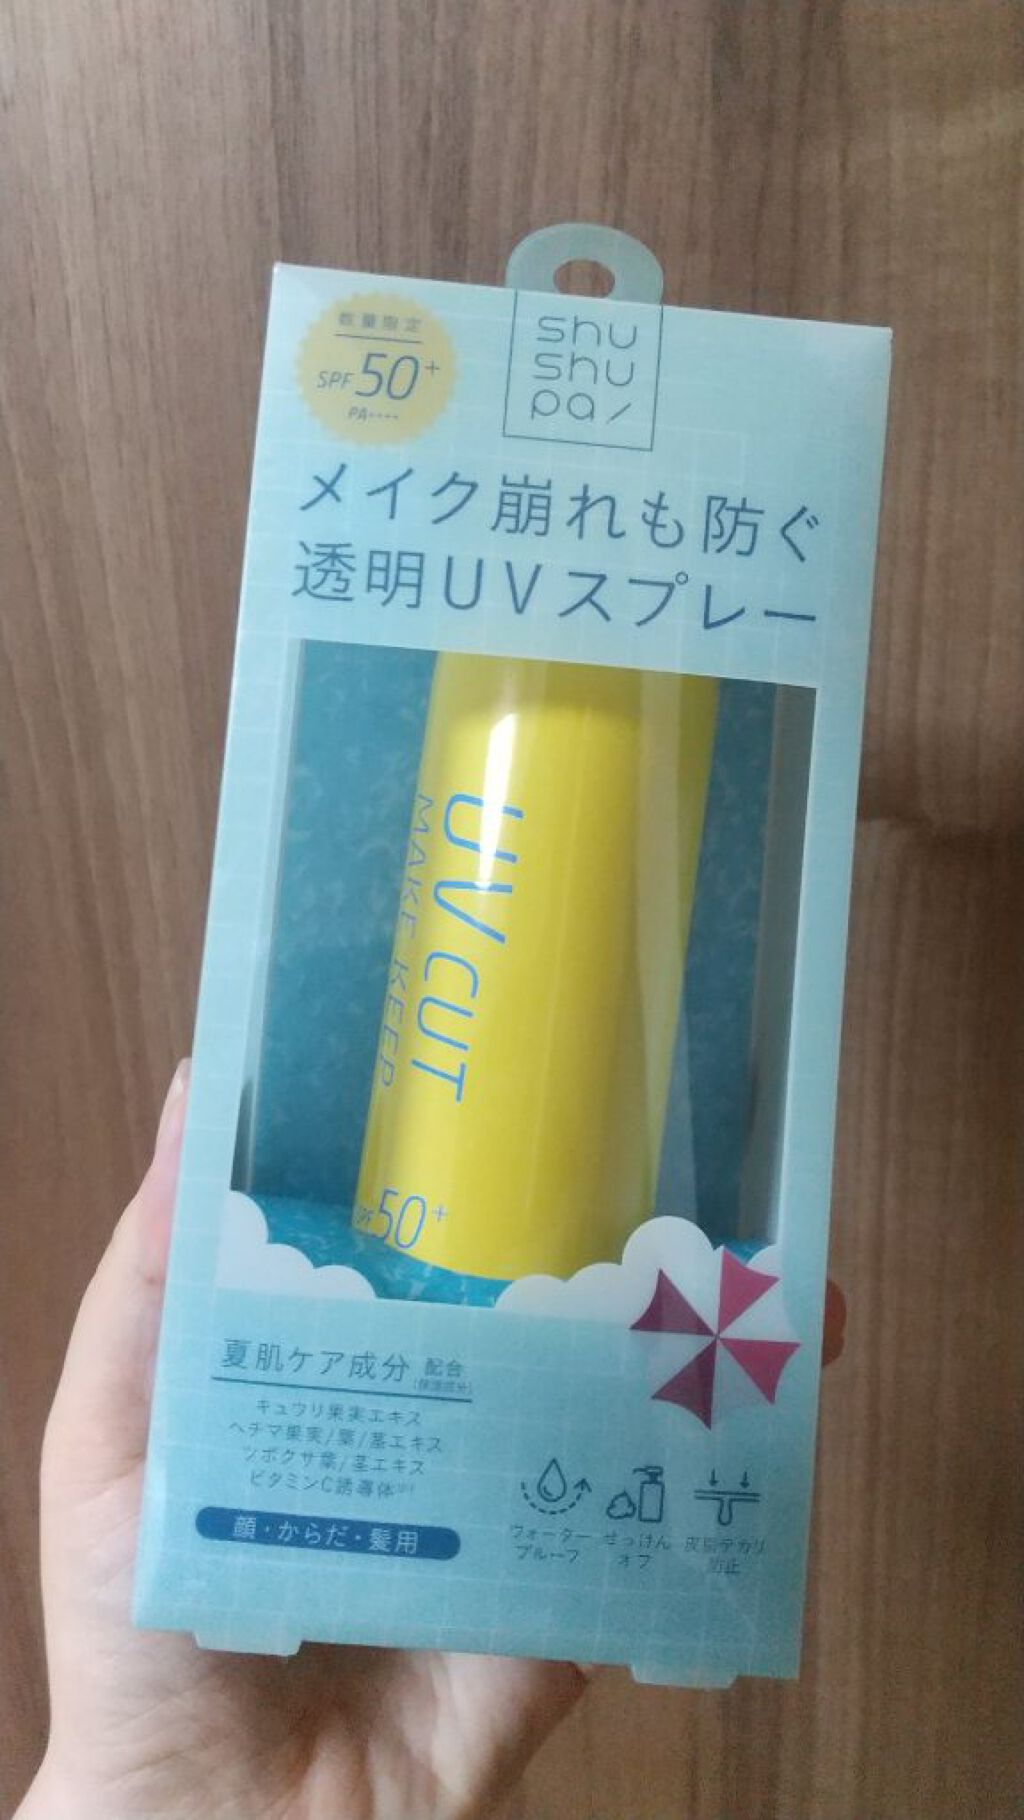 数量限定
SPF 50+
PA++++
shu
shu
pa/
メイク崩れも防ぐ
透明UVスプレー
UV CUT
MAKE KEEP
50+
夏肌ケア成分 配合
(保湿成分)
キュウリ果実エキス
ヘチマ果実/葉/茎エキス
ツボクサ葉/茎エキス
ビタミンC誘導体
顔・からだ・髪用
ウォーター
プルーフ
せっけん
オフ
皮脂テカリ
防止